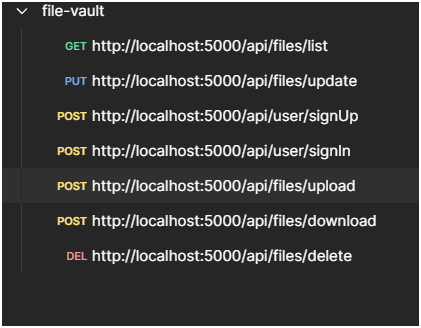 file-vault
GET http://localhost:5000/api/files/list
PUT http://localhost:5000/api/files/update
POST http://localhost:5000/api/user/signUp
POST http://localhost:5000/api/user/signIn
POST http://localhost:5000/api/files/upload
POST http://localhost:5000/api/files/download
DEL http://localhost:5000/api/files/delete